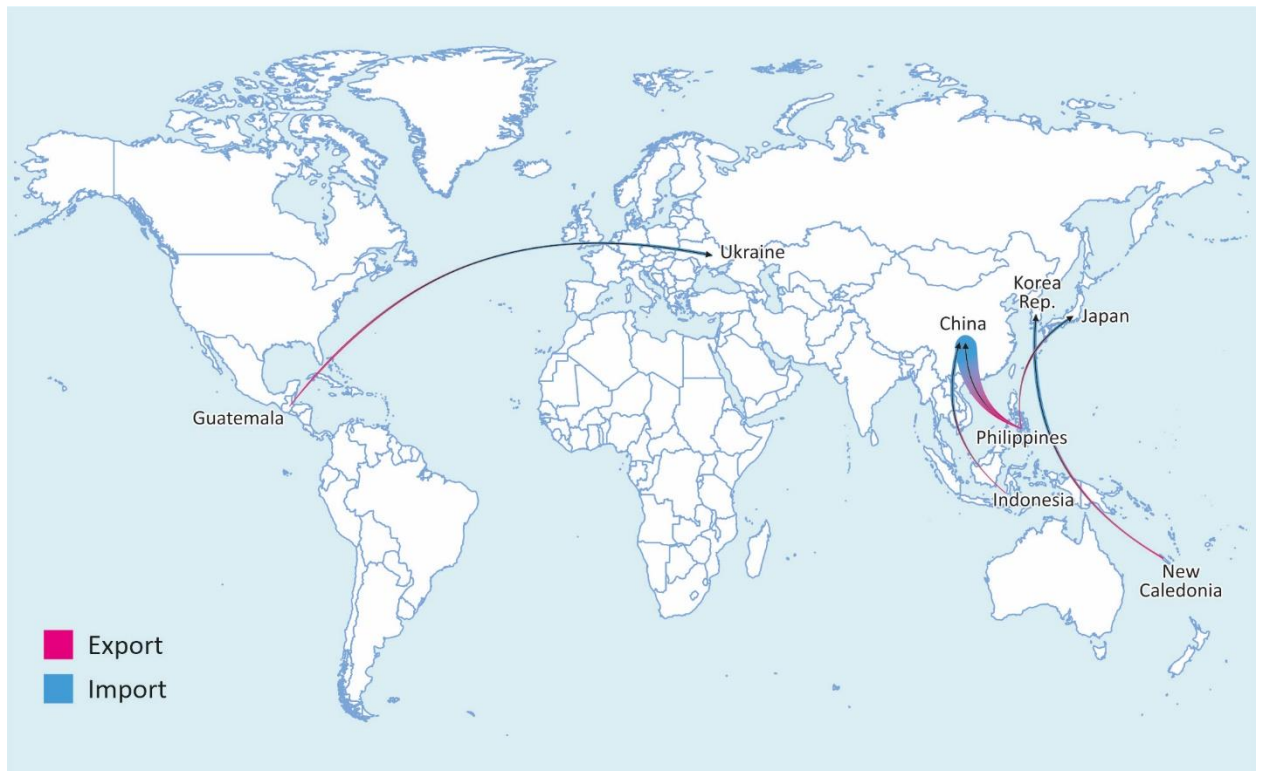 Ukraine
Korea
Rep.
China
Japan
Guatemala
Philippines
Indonesia
New
Caledonia
Export
Import